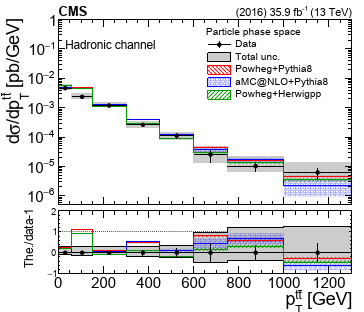 CMS (2016) 35.9 fb⁻¹ (13 TeV)
Hadronic channel
Particle phase space
Data
Total unc.
Powheg+Pythia8
aMC@NLO+Pythia8
Powheg+Herwigpp
dσ/dp_T^{tt̄} [pb/GeV]
1
10⁻¹
10⁻²
10⁻³
10⁻⁴
10⁻⁵
10⁻⁶
The./data-1
2
1
0
−1
0 200 400 600 800 1000 1200
p_T^{tt̄} [GeV]